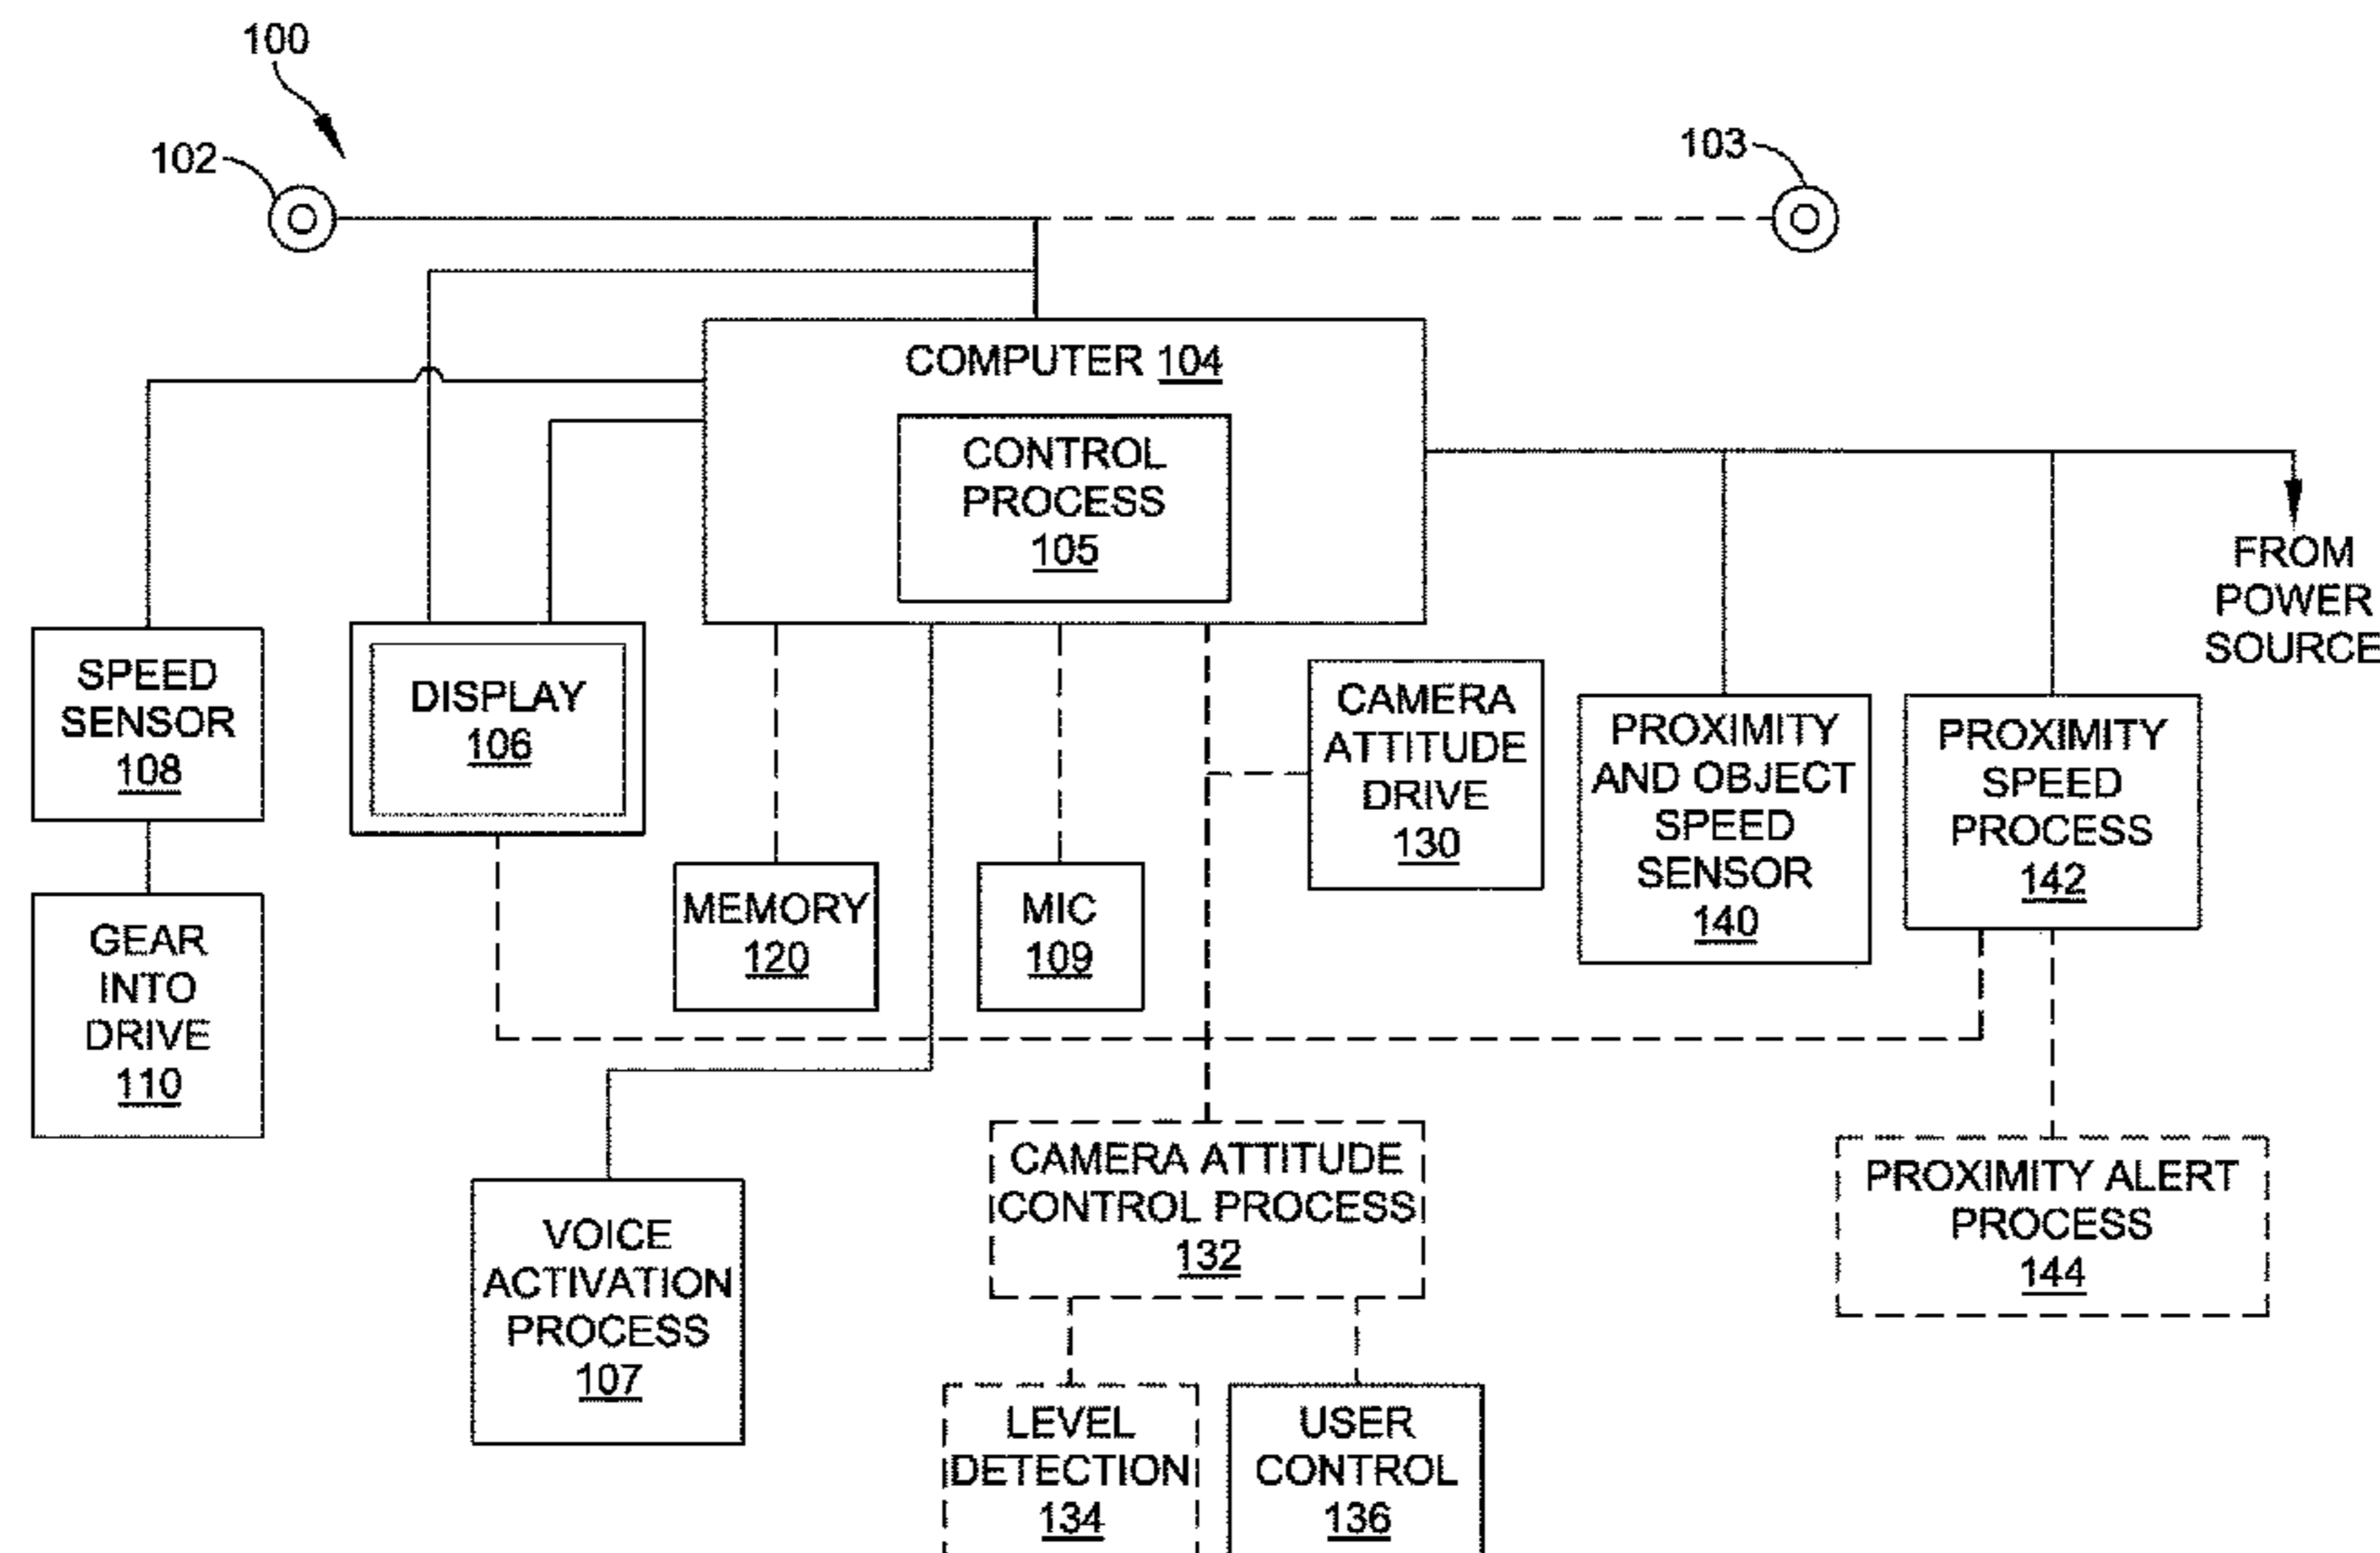 100
102
103
COMPUTER 104
CONTROL
PROCESS
105
FROM
POWER
SOURCE
SPEED
SENSOR
108
DISPLAY
106
CAMERA
ATTITUDE
DRIVE
130
PROXIMITY
AND OBJECT
SPEED
SENSOR
140
PROXIMITY
SPEED
PROCESS
142
GEAR
INTO
DRIVE
110
MEMORY
120
MIC
109
VOICE
ACTIVATION
PROCESS
107
CAMERA ATTITUDE
CONTROL PROCESS
132
PROXIMITY ALERT
PROCESS
144
LEVEL
DETECTION
134
USER
CONTROL
136